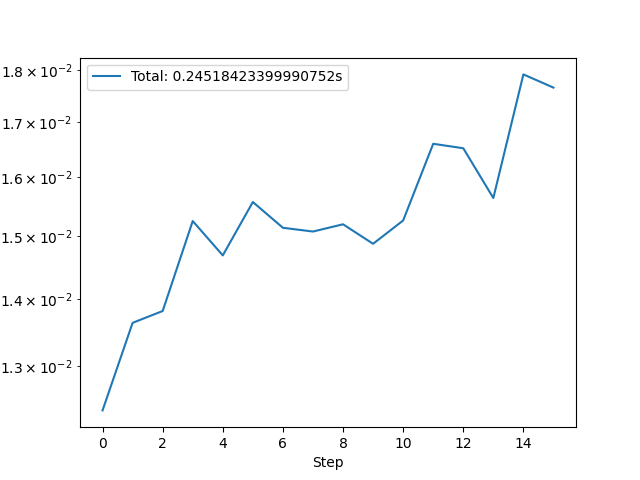 Total: 0.24518423399990752s
1.8 × 10⁻²
1.7 × 10⁻²
1.6 × 10⁻²
1.5 × 10⁻²
1.4 × 10⁻²
1.3 × 10⁻²
0 2 4 6 8 10 12 14
Step